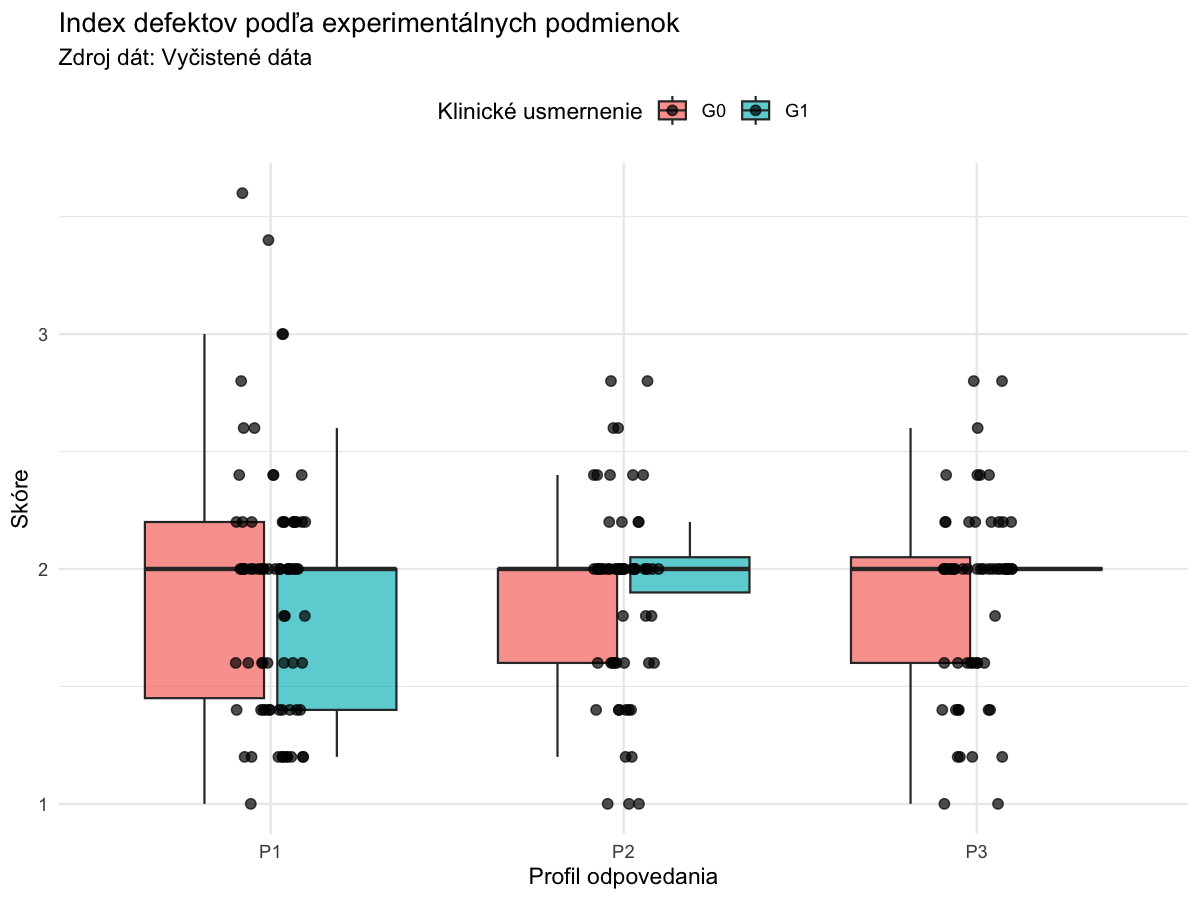 Index defektov podľa experimentálnych podmienok
Zdroj dát: Vyčistené dáta
Klinické usmernenie G0 G1
Skóre
3
2
1
P1 P2 P3
Profil odpovedania